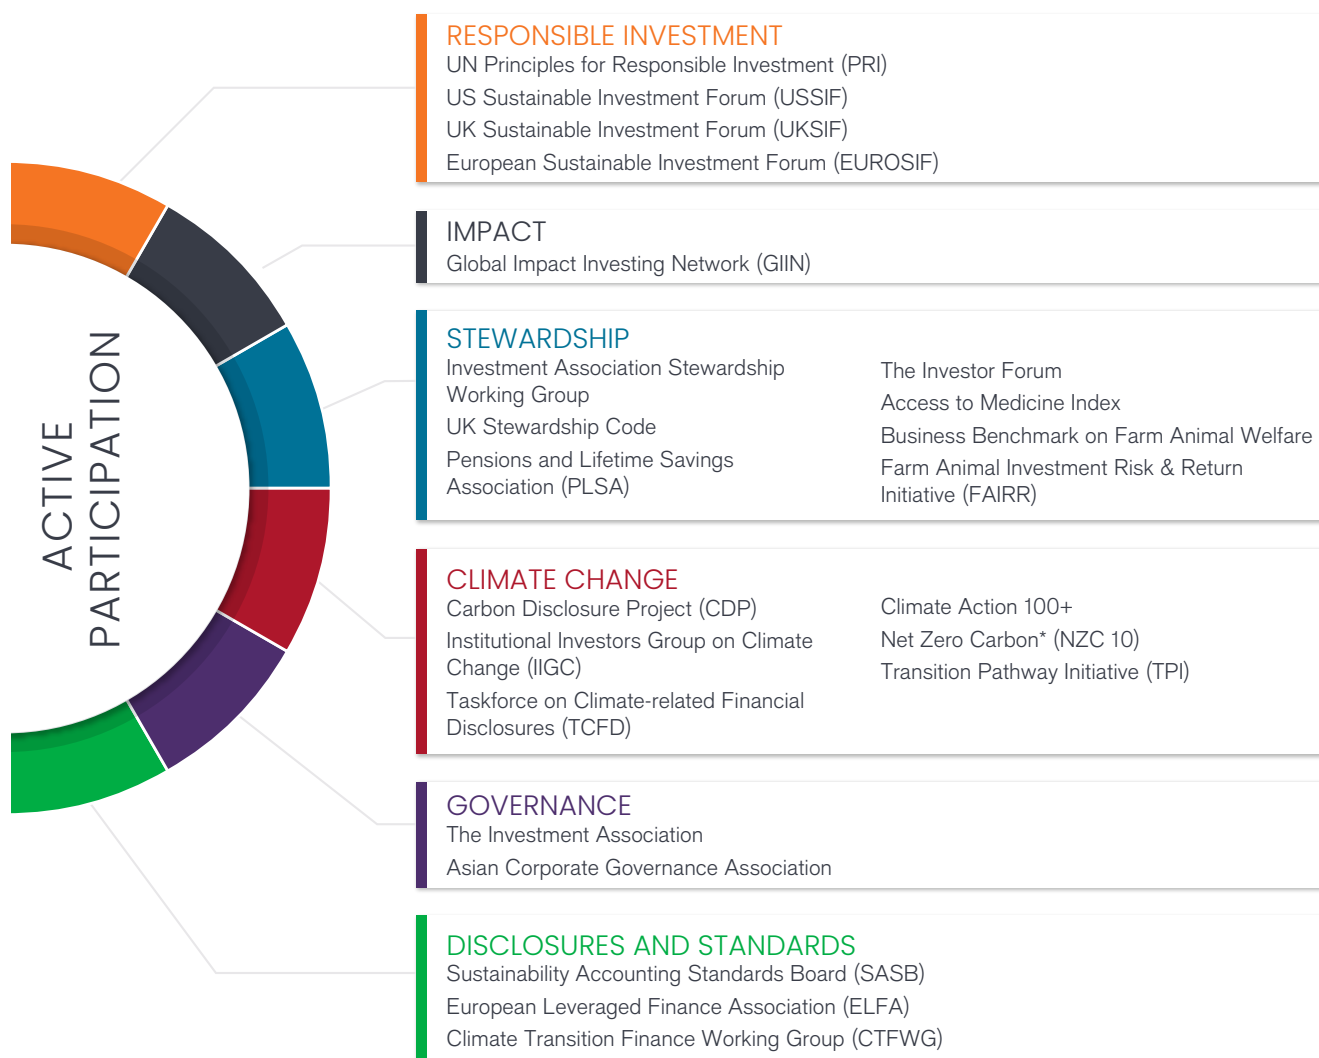 ACTIVE
PARTICIPATION
RESPONSIBLE INVESTMENT
UN Principles for Responsible Investment (PRI)
US Sustainable Investment Forum (USSIF)
UK Sustainable Investment Forum (UKSIF)
European Sustainable Investment Forum (EUROSIF)
IMPACT
Global Impact Investing Network (GIIN)
STEWARDSHIP
Investment Association Stewardship
Working Group
UK Stewardship Code
Pensions and Lifetime Savings
Association (PLSA)
The Investor Forum
Access to Medicine Index
Business Benchmark on Farm Animal Welfare
Farm Animal Investment Risk & Return
Initiative (FAIRR)
CLIMATE CHANGE
Carbon Disclosure Project (CDP)
Institutional Investors Group on Climate
Change (IIGC)
Taskforce on Climate-related Financial
Disclosures (TCFD)
Climate Action 100+
Net Zero Carbon* (NZC 10)
Transition Pathway Initiative (TPI)
GOVERNANCE
The Investment Association
Asian Corporate Governance Association
DISCLOSURES AND STANDARDS
Sustainability Accounting Standards Board (SASB)
European Leveraged Finance Association (ELFA)
Climate Transition Finance Working Group (CTFWG)